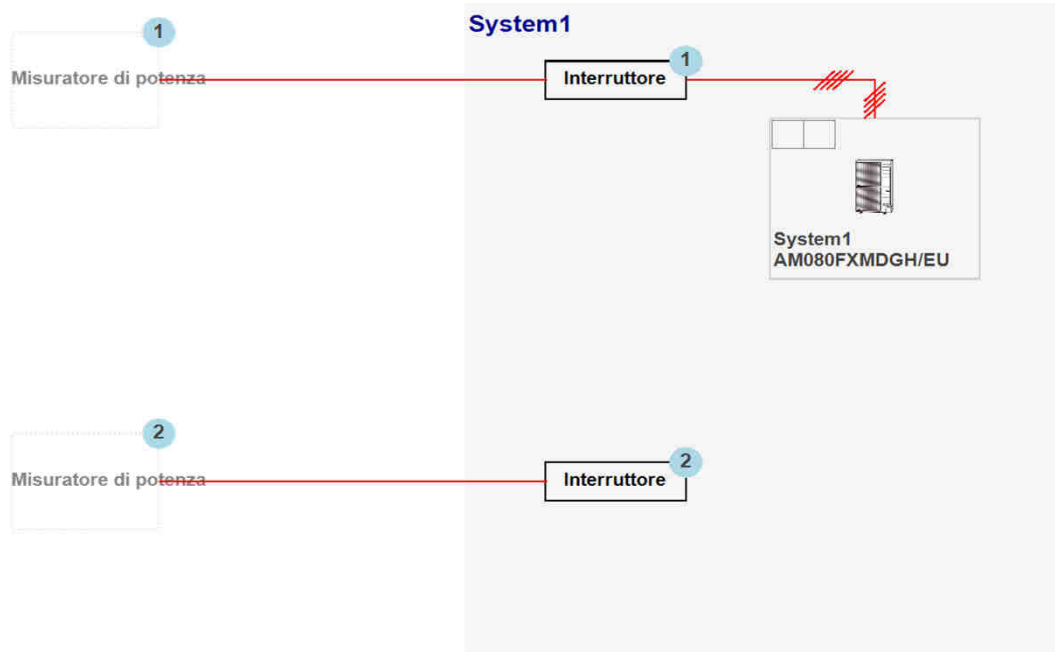 System1
1
Misuratore di potenza
1
Interruttore
System1
AM080FXMDGH/EU
2
Misuratore di potenza
2
Interruttore